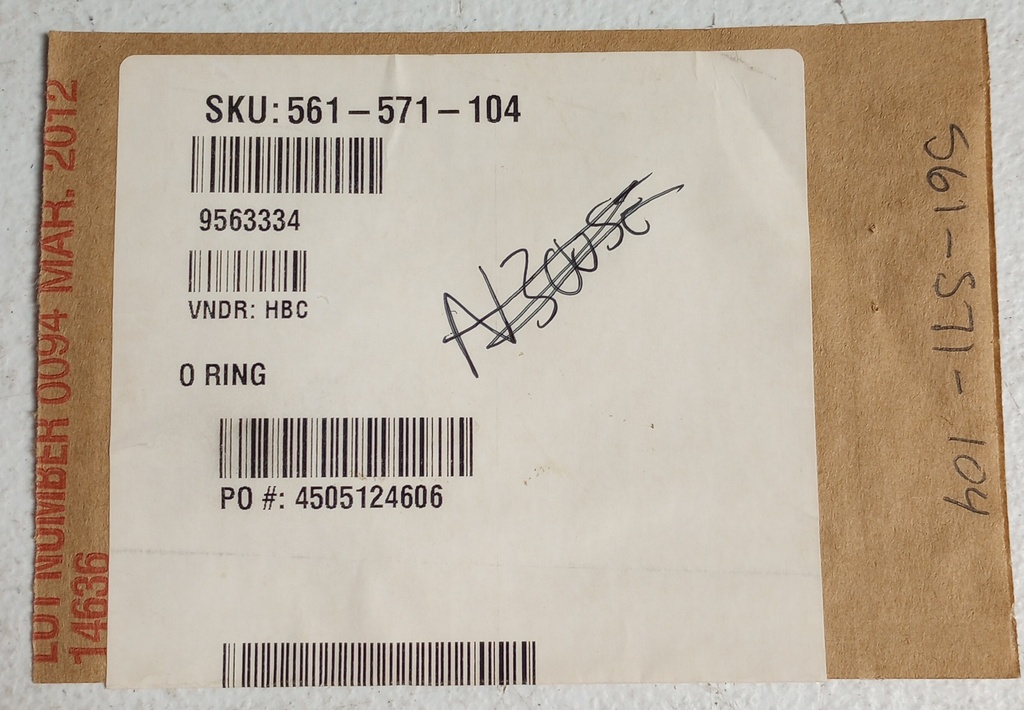 SKU: 561-571-104
9563334
VNDR: HBC
O RING
PO #: 4505124606
LOT NUMBER 0094 MAR. 2012
14636
561-571-104